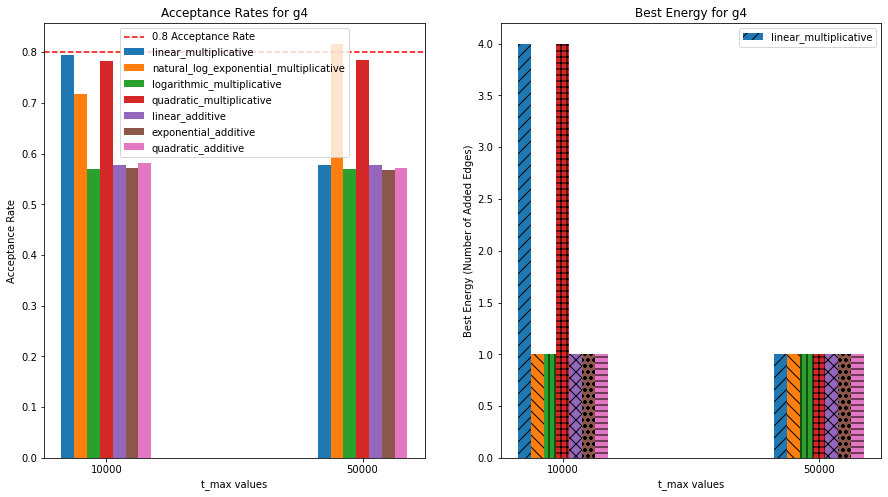 Acceptance Rates for g4
0.8 Acceptance Rate
linear_multiplicative
natural_log_exponential_multiplicative
logarithmic_multiplicative
quadratic_multiplicative
linear_additive
exponential_additive
quadratic_additive
Acceptance Rate
0.8
0.7
0.6
0.5
0.4
0.3
0.2
0.1
0.0
10000
50000
t_max values
Best Energy for g4
linear_multiplicative
Best Energy (Number of Added Edges)
4.0
3.5
3.0
2.5
2.0
1.5
1.0
0.5
0.0
10000
50000
t_max values